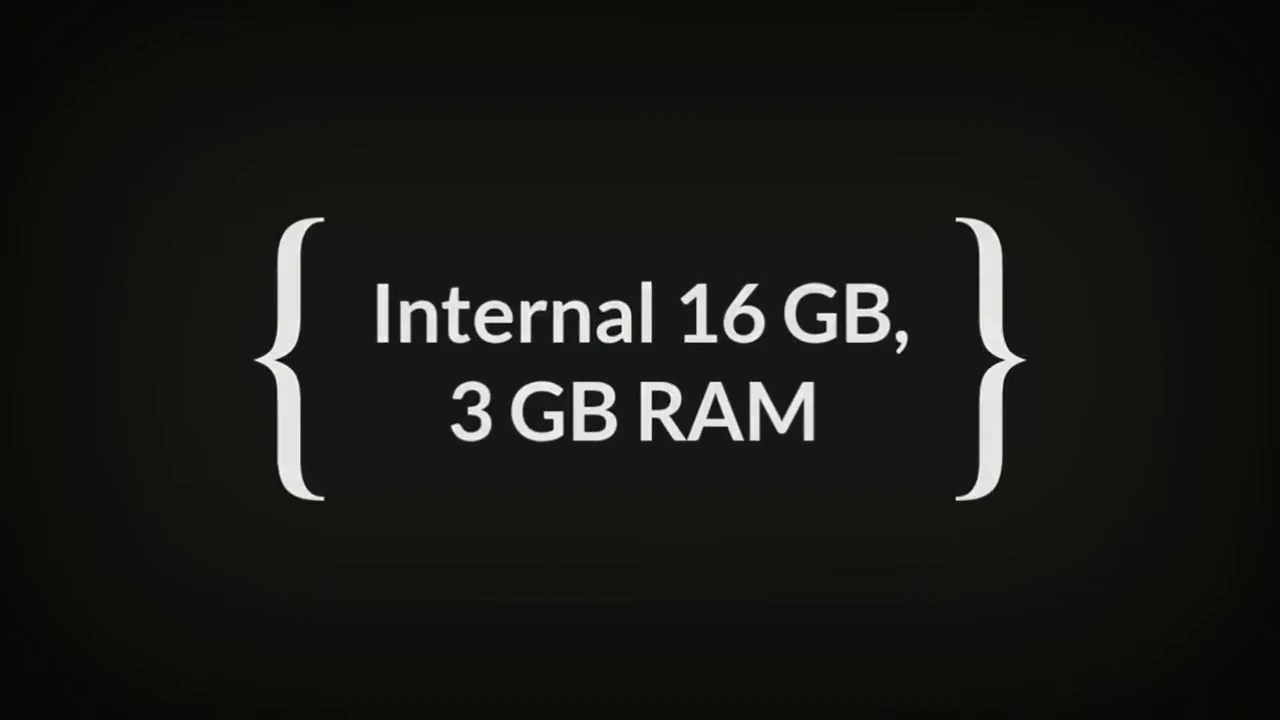 { Internal 16 GB,
3 GB RAM }